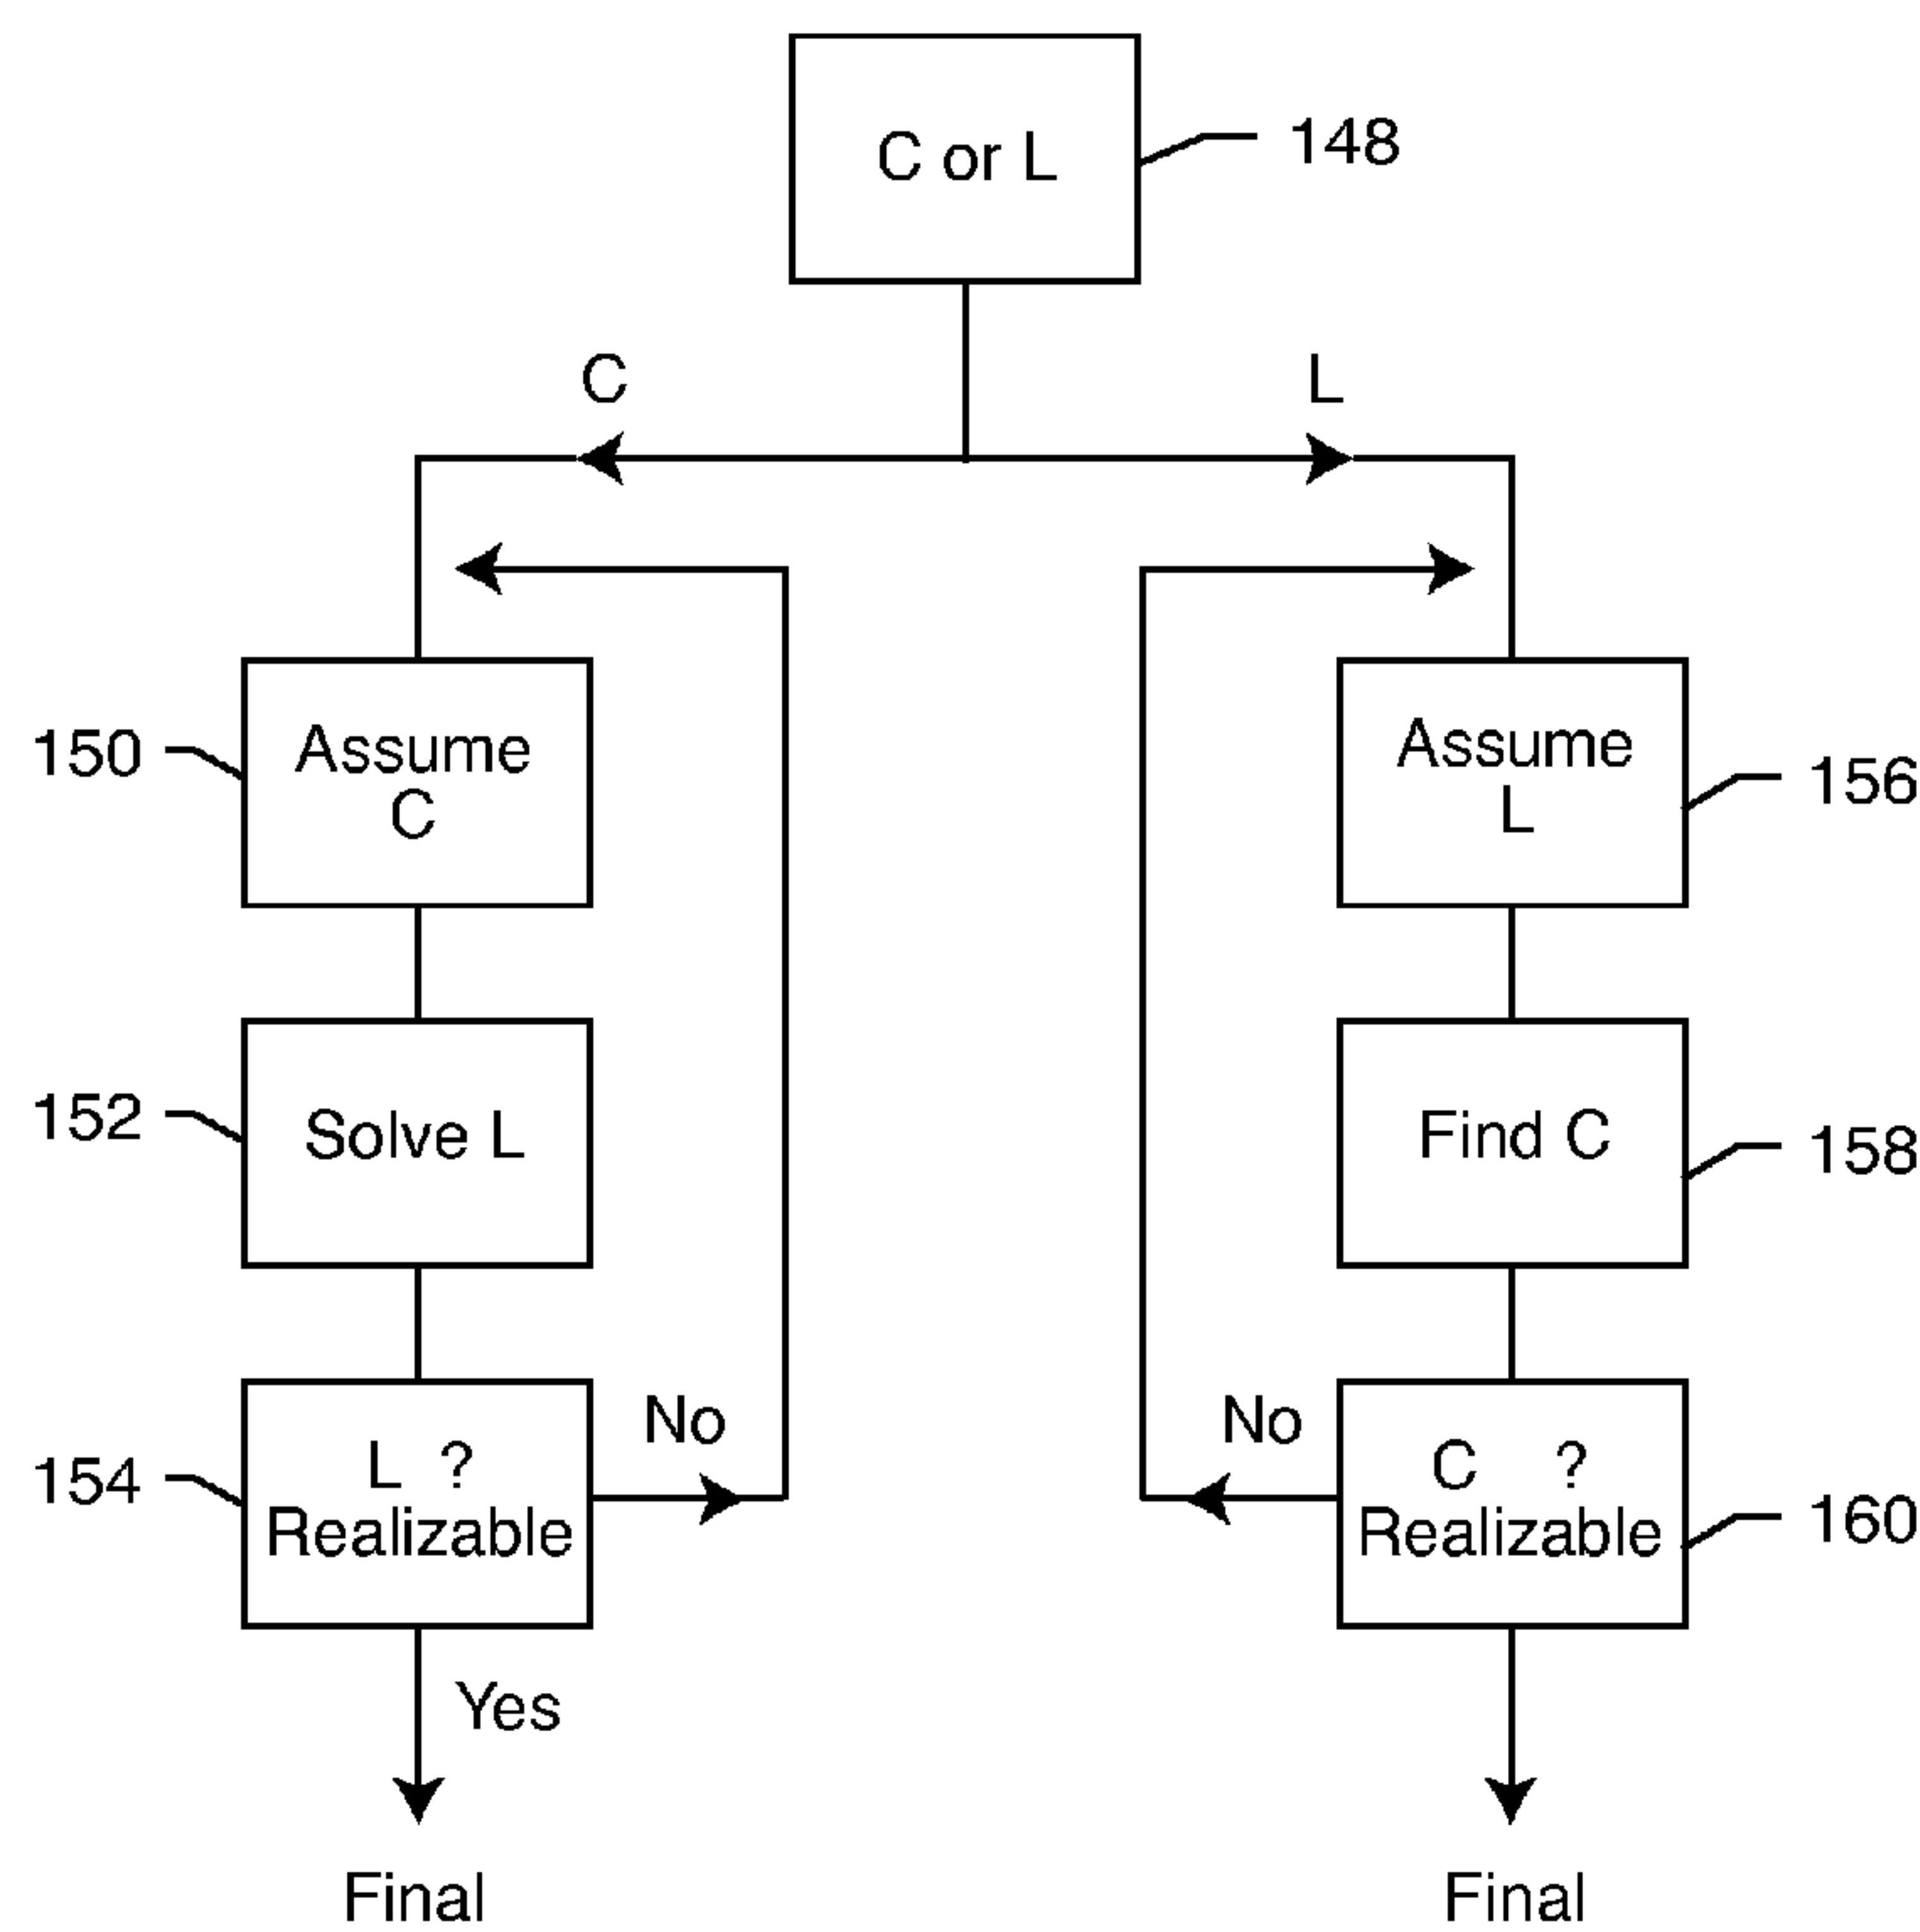 C or L
148
C
L
150
Assume
C
Assume
L
156
152
Solve L
Find C
158
154
L ?
Realizable
No
No
C ?
Realizable
160
Yes
Final
Final